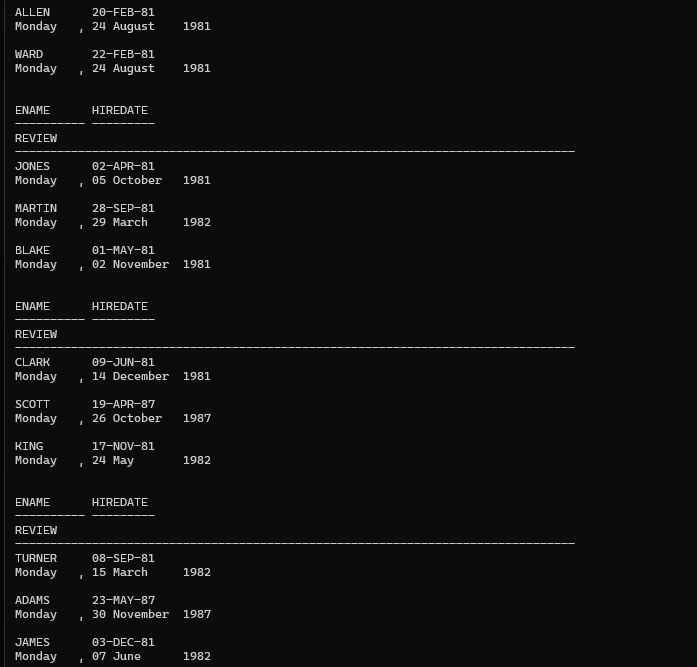 ALLEN      20-FEB-81
Monday   , 24 August    1981
WARD       22-FEB-81
Monday   , 24 August    1981
ENAME      HIREDATE
---------- ---------
REVIEW
--------------------------------------------------------------------------------
JONES      02-APR-81
Monday   , 05 October   1981
MARTIN     28-SEP-81
Monday   , 29 March     1982
BLAKE      01-MAY-81
Monday   , 02 November  1981
ENAME      HIREDATE
---------- ---------
REVIEW
--------------------------------------------------------------------------------
CLARK      09-JUN-81
Monday   , 14 December  1981
SCOTT      19-APR-87
Monday   , 26 October   1987
KING       17-NOV-81
Monday   , 24 May       1982
ENAME      HIREDATE
---------- ---------
REVIEW
--------------------------------------------------------------------------------
TURNER     08-SEP-81
Monday   , 15 March     1982
ADAMS      23-MAY-87
Monday   , 30 November  1987
JAMES      03-DEC-81
Monday   , 07 June      1982